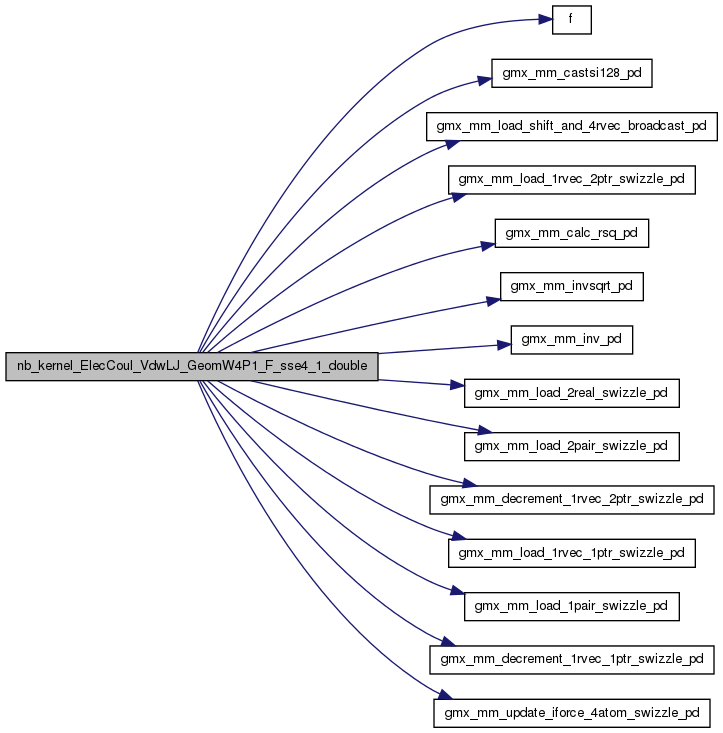 f
gmx_mm_castsi128_pd
gmx_mm_load_shift_and_4rvec_broadcast_pd
gmx_mm_load_1rvec_2ptr_swizzle_pd
gmx_mm_calc_rsq_pd
gmx_mm_invsqrt_pd
gmx_mm_inv_pd
nb_kernel_ElecCoul_VdwLJ_GeomW4P1_F_sse4_1_double
gmx_mm_load_2real_swizzle_pd
gmx_mm_load_2pair_swizzle_pd
gmx_mm_decrement_1rvec_2ptr_swizzle_pd
gmx_mm_load_1rvec_1ptr_swizzle_pd
gmx_mm_load_1pair_swizzle_pd
gmx_mm_decrement_1rvec_1ptr_swizzle_pd
gmx_mm_update_iforce_4atom_swizzle_pd